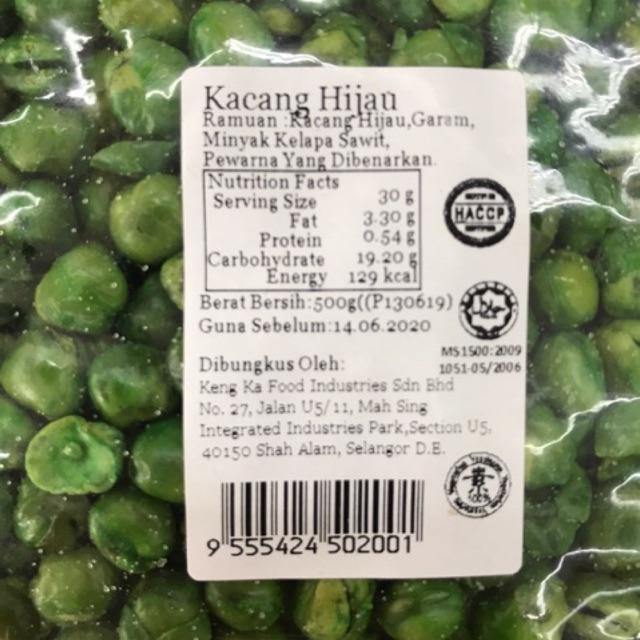 Kacang Hijau
Ramuan :Kacang Hijau,Garam,
Minyak Kelapa Sawit,
Pewarna Yang Dibenarkan.
Nutrition Facts
Serving Size 30 g
Fat 3.30 g
Protein 0.54 g
Carbohydrate 19.20 g
Energy 129 kcal
HACCP
Berat Bersih:500g((P130619)
Guna Sebelum:14.06.2020
MS1500:2009
1051-05/2006
Dibungkus Oleh:
Keng Ka Food Industries Sdn Bhd
No. 27, Jalan U5/11, Mah Sing
Integrated Industries Park,Section U5,
40150 Shah Alam, Selangor D.E.
9 555424 502001